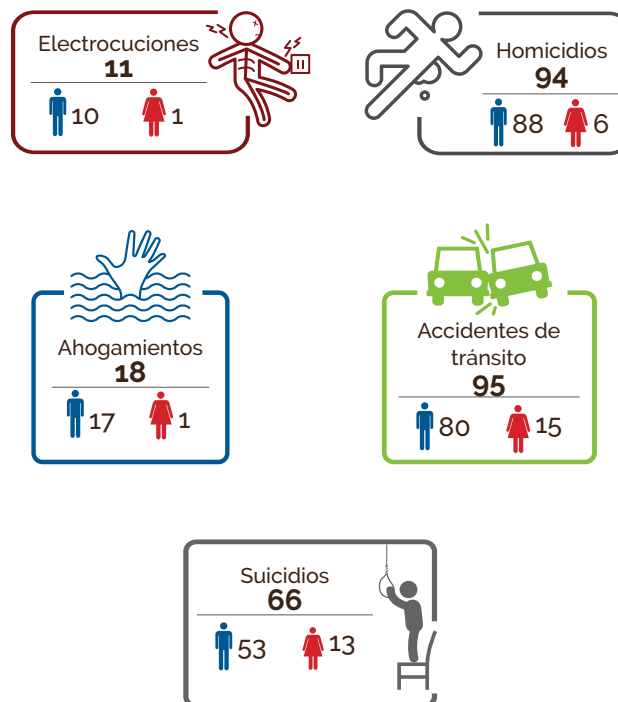 Electrocuciones
11
10 1
Homicidios
94
88 6
Ahogamientos
18
17 1
Accidentes de
tránsito
95
80 15
Suicidios
66
53 13